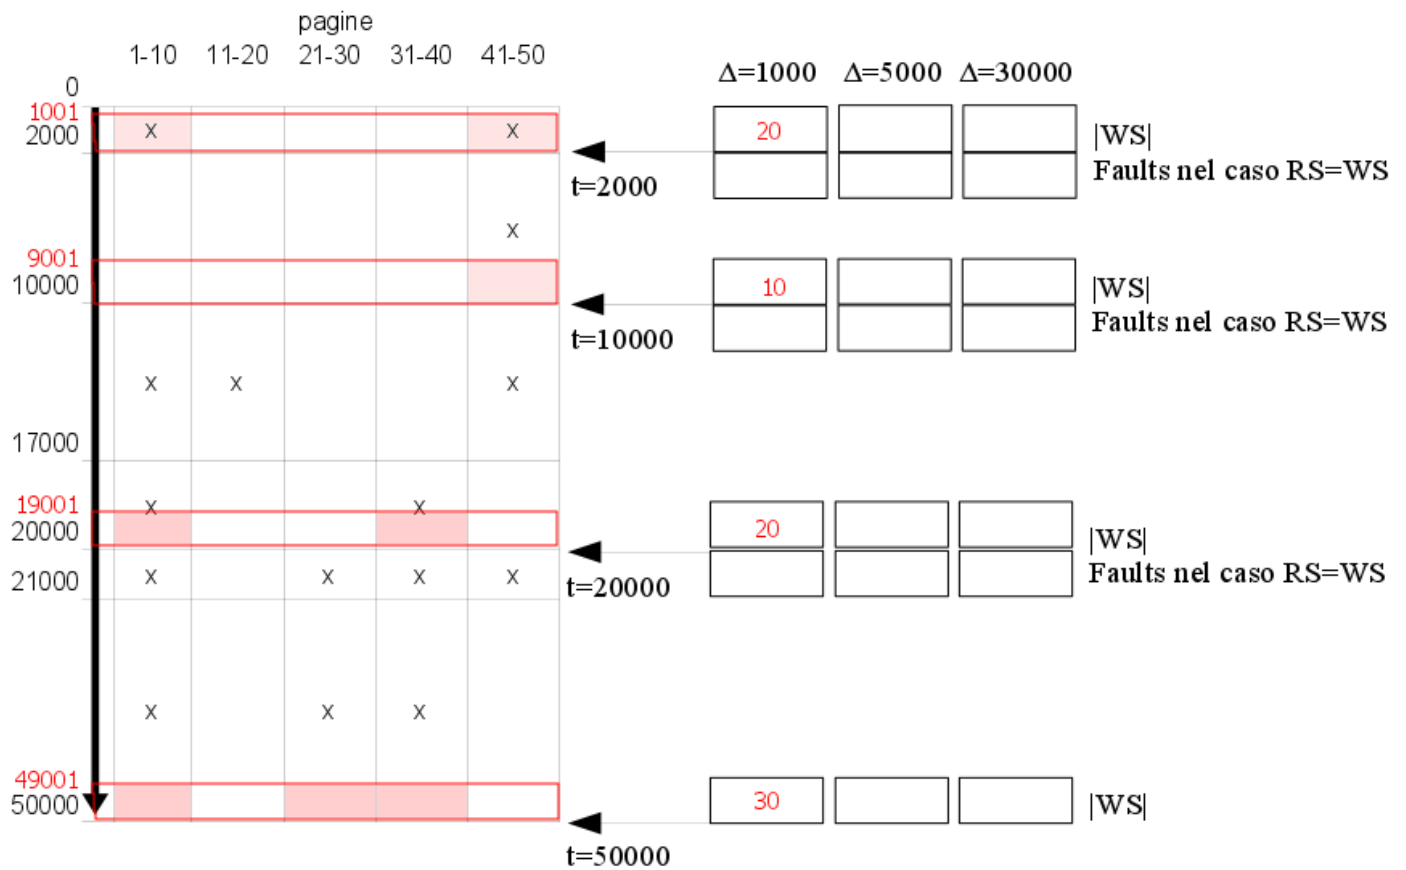 pagine
1-10 11-20 21-30 31-40 41-50
Δ=1000 Δ=5000 Δ=30000
0
1001
2000
X X
20
|WS|
Faults nel caso RS=WS
t=2000
X
9001
10000
10
|WS|
Faults nel caso RS=WS
t=10000
X X X
17000
19001
20000
X X
20
|WS|
Faults nel caso RS=WS
t=20000
21000
X X X X
X X X
49001
50000
30
|WS|
t=50000